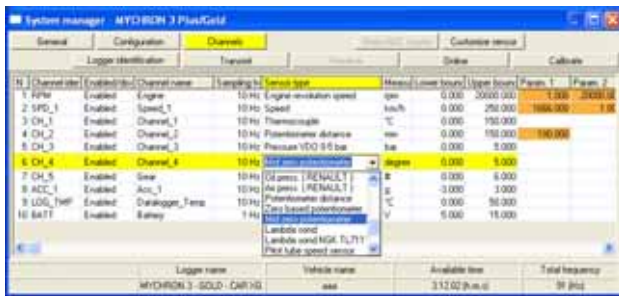 System manager MYCHRON 3 Plus/Gold
General Configuration Channels Customize sensor
Logger identification Transmit Online Calibrate
N. Channel iden Enabled/disa Channel name Sampling fr Sensor type Measu Lower bound Upper bound Param. 1 Param. 2
1 RPM Enabled Engine 10 Hz Engine revolution speed rpm 0.000 20000.000 1.000 20000.00
2 SPD_1 Enabled Speed_1 10 Hz Speed km/h 0.000 250.000 1666.000 1.00
3 CH_1 Enabled Channel_1 10 Hz Thermocouple °C 0.000 150.000
4 CH_2 Enabled Channel_2 10 Hz Potentiometer distance mm 0.000 150.000 190.000
5 CH_3 Enabled Channel_3 10 Hz Pressure VDO 0-5 bar bar 0.000 5.000
6 CH_4 Enabled Channel_4 10 Hz Mid zero potentiometer degree 0.000 5.000
7 CH_5 Enabled Gear 10 Hz # 0.000 6.000
8 ACC_1 Enabled Acc_1 10 Hz g -3.000 3.000
9 LOG_TMP Enabled Datalogger_Temp 10 Hz °C 0.000 50.000
10 BATT Enabled Battery 1 Hz V 5.000 15.000
Oil press. (RENAULT)
Air press. (RENAULT)
Potentiometer distance
Zero based potentiometer
Mid zero potentiometer
Lambda sond
Lambda sond NGK TL7111
Pitot tube speed sensor
Logger name Vehicle name Available time Total frequency
MYCHRON 3 - GOLD - CAR XG aaa 3.12.02 (h.m.s) 91 (Hz)